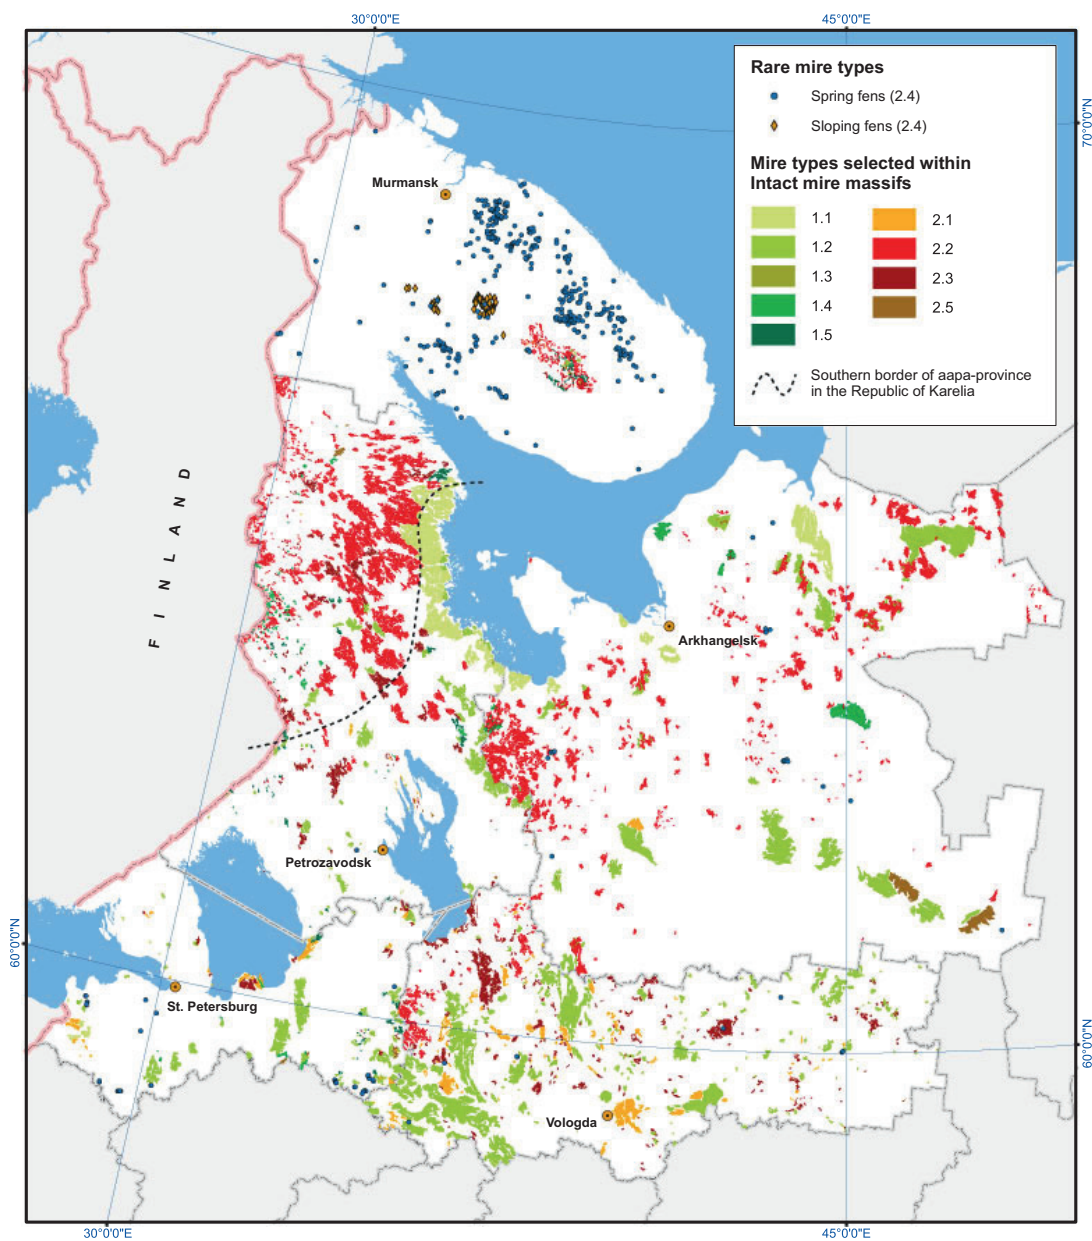 30°0'0"E
45°0'0"E
70°0'0"N
Rare mire types
Spring fens (2.4)
Sloping fens (2.4)
Mire types selected within
Intact mire massifs
1.1
2.1
1.2
2.2
1.3
2.3
1.4
2.5
1.5
Southern border of aapa-province
in the Republic of Karelia
Murmansk
FINLAND
Arkhangelsk
Petrozavodsk
60°0'0"N
St. Petersburg
60°0'0"N
Vologda
30°0'0"E
45°0'0"E